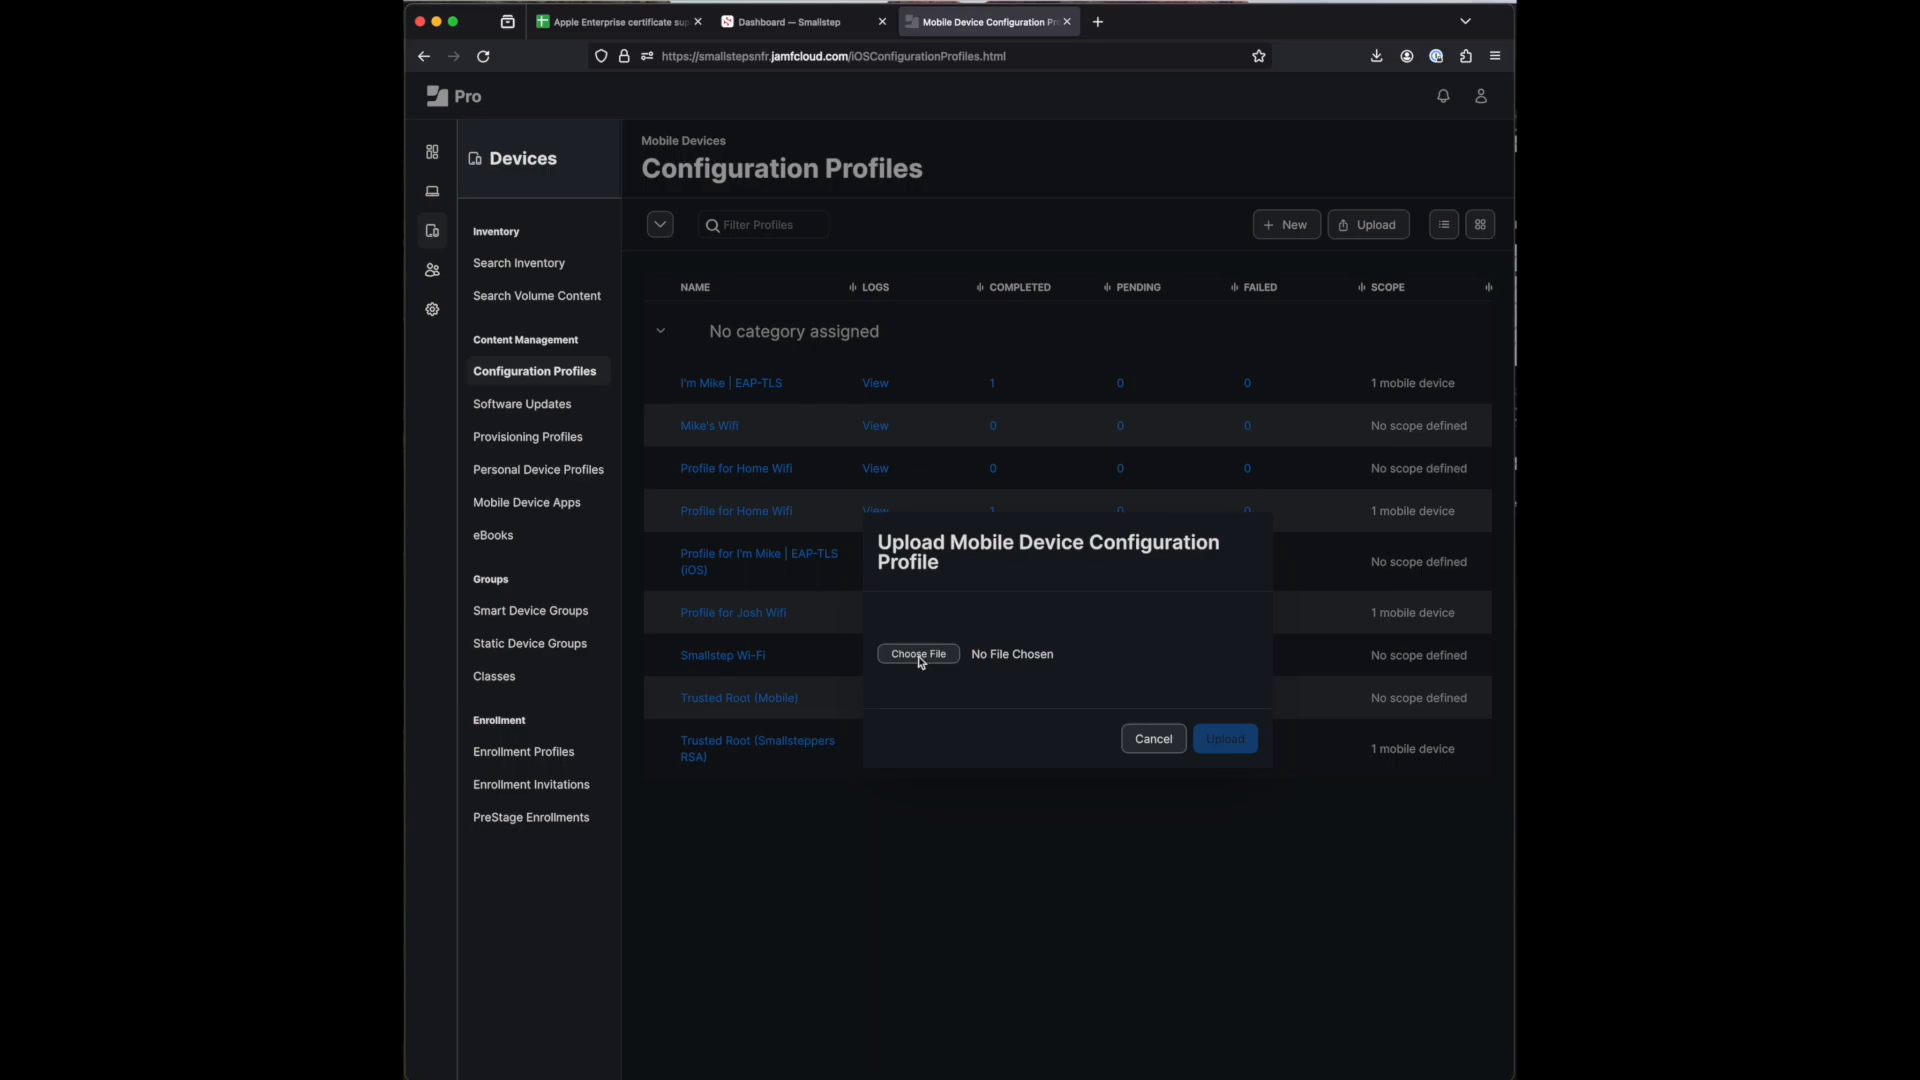 Apple Enterprise certificate sup
Dashboard — Smallstep
Mobile Device Configuration Pr
https://smallstepsnfr.jamfcloud.com/iOSConfigurationProfiles.html
Pro
Devices
Inventory
Search Inventory
Search Volume Content
Content Management
Configuration Profiles
Software Updates
Provisioning Profiles
Personal Device Profiles
Mobile Device Apps
eBooks
Groups
Smart Device Groups
Static Device Groups
Classes
Enrollment
Enrollment Profiles
Enrollment Invitations
PreStage Enrollments
Mobile Devices
Configuration Profiles
Filter Profiles
New
Upload
NAME LOGS COMPLETED PENDING FAILED SCOPE
No category assigned
I'm Mike | EAP-TLS View 1 0 0 1 mobile device
Mike's Wifi View 0 0 0 No scope defined
Profile for Home Wifi View 0 0 0 No scope defined
Profile for Home Wifi View 1 0 0 1 mobile device
Profile for I'm Mike | EAP-TLS
(iOS)
No scope defined
Profile for Josh Wifi 1 mobile device
Smallstep Wi-Fi No scope defined
Trusted Root (Mobile) No scope defined
Trusted Root (Smallsteppers
RSA)
1 mobile device
Upload Mobile Device Configuration
Profile
Choose File No File Chosen
Cancel Upload